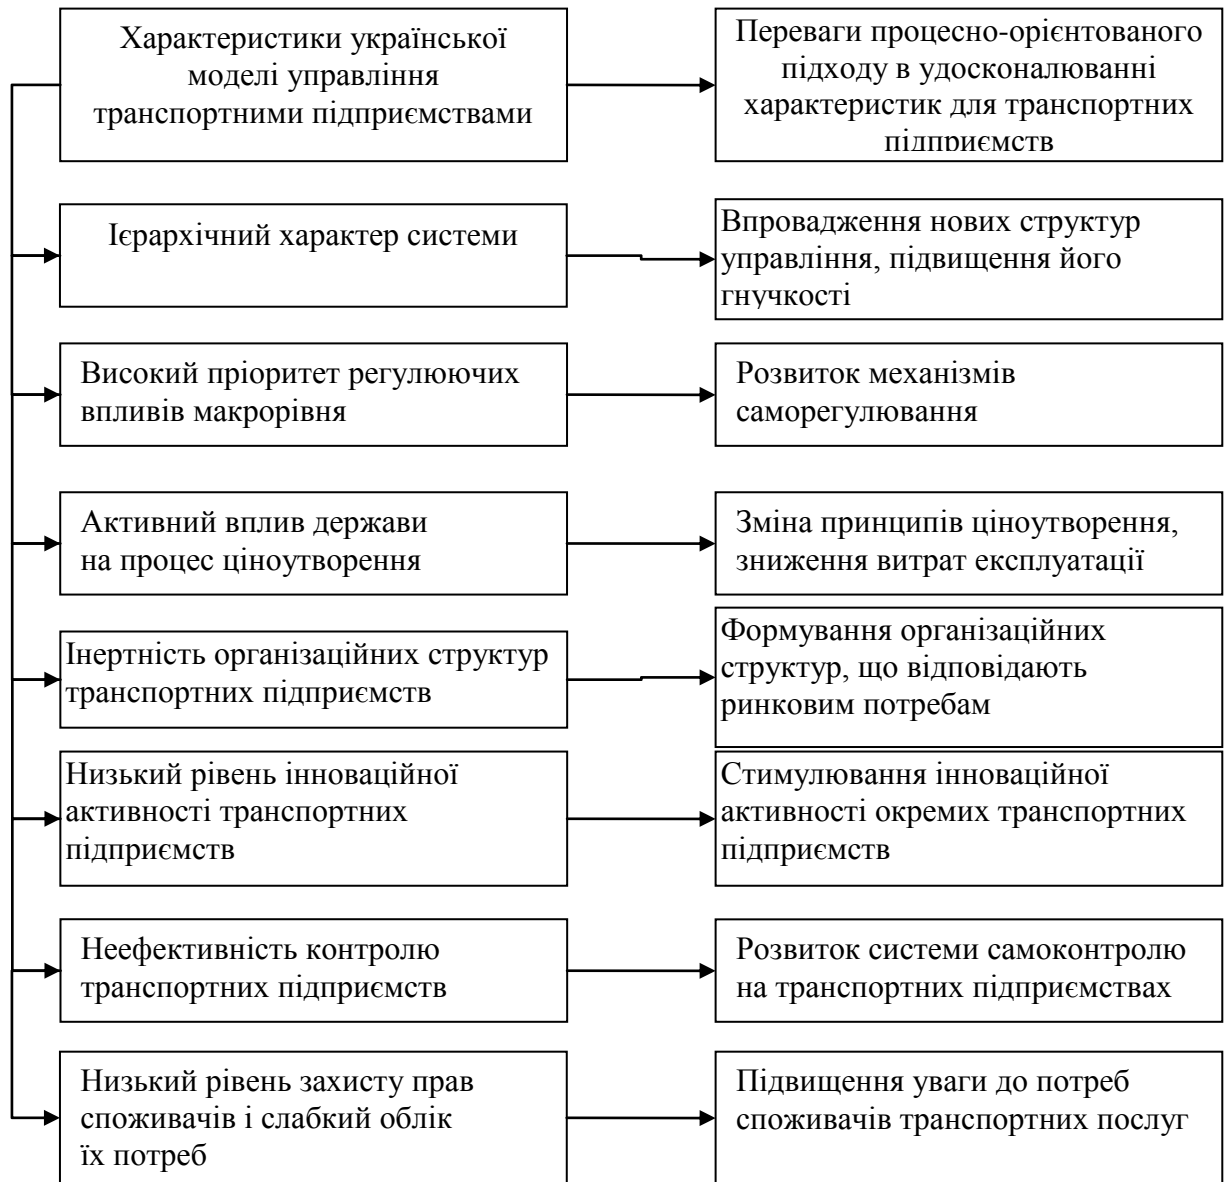 Характеристики української
моделі управління
транспортними підприємствами
Переваги процесно-орієнтованого
підходу в удосконалюванні
характеристик для транспортних
підприємств
Ієрархічний характер системи
Впровадження нових структур
управління, підвищення його
гнучкості
Високий пріоритет регулюючих
впливів макрорівня
Розвиток механізмів
саморегулювання
Активний вплив держави
на процес ціноутворення
Зміна принципів ціноутворення,
зниження витрат експлуатації
Інертність організаційних структур
транспортних підприємств
Формування організаційних
структур, що відповідають
ринковим потребам
Низький рівень інноваційної
активності транспортних
підприємств
Стимулювання інноваційної
активності окремих транспортних
підприємств
Неефективність контролю
транспортних підприємств
Розвиток системи самоконтролю
на транспортних підприємствах
Низький рівень захисту прав
споживачів і слабкий облік
їх потреб
Підвищення уваги до потреб
споживачів транспортних послуг